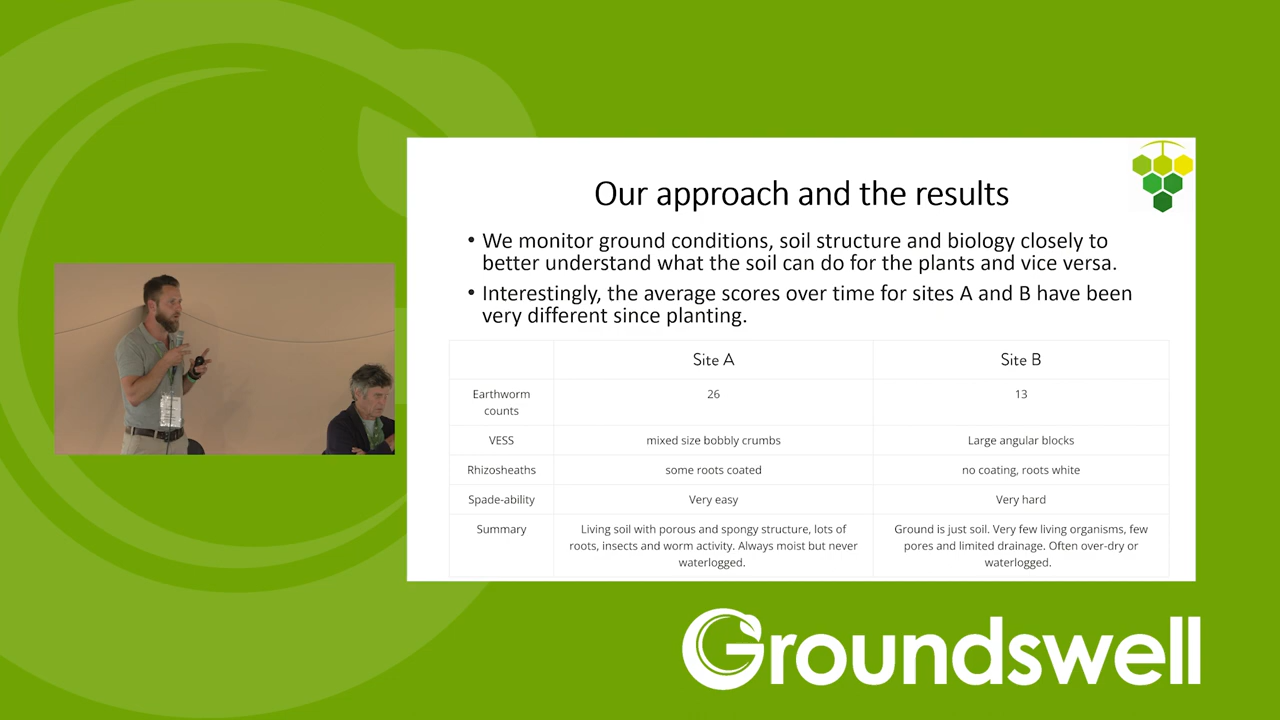 Our approach and the results
• We monitor ground conditions, soil structure and biology closely to
better understand what the soil can do for the plants and vice versa.
• Interestingly, the average scores over time for sites A and B have been
very different since planting.
Site A Site B
Earthworm
counts 26 13
VESS mixed size bobbly crumbs Large angular blocks
Rhizosheaths some roots coated no coating, roots white
Spade-ability Very easy Very hard
Summary Living soil with porous and spongy structure, lots of
roots, insects and worm activity. Always moist but never
waterlogged.
Ground is just soil. Very few living organisms, few
pores and limited drainage. Often over-dry or
waterlogged.
Groundswell